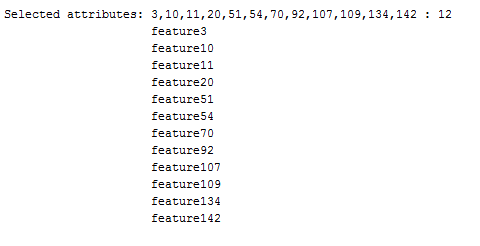 Selected attributes: 3,10,11,20,51,54,70,92,107,109,134,142 : 12
feature3
feature10
feature11
feature20
feature51
feature54
feature70
feature92
feature107
feature109
feature134
feature142